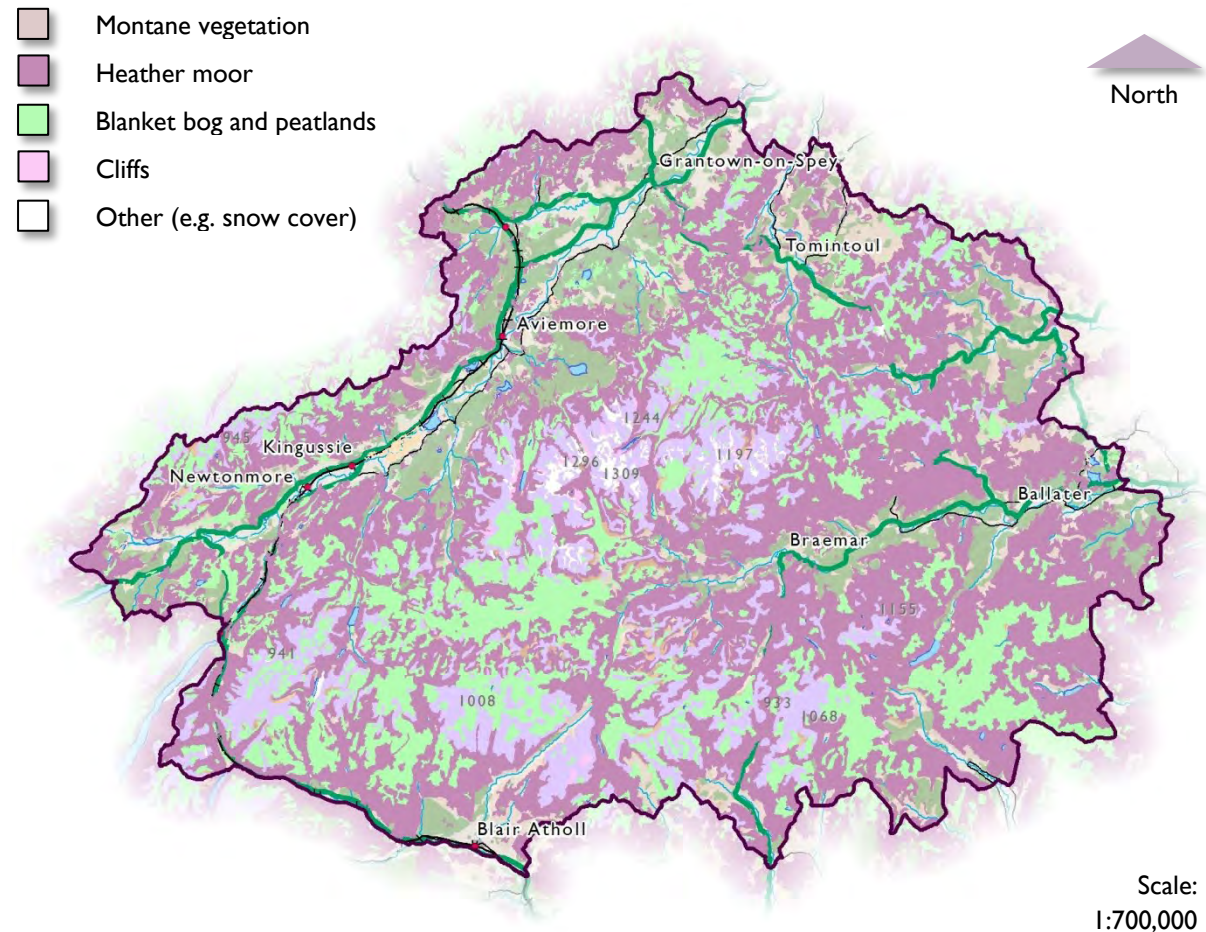 Montane vegetation
Heather moor
Blanket bog and peatlands
Cliffs
Other (e.g. snow cover)
North
Grantown-on-Spey
Tomintoul
Aviemore
1244
945
Kingussie
1296
1309
1197
Newtonmore
Ballater
Braemar
1155
941
1008
933
1068
Blair Atholl
Scale:
1:700,000